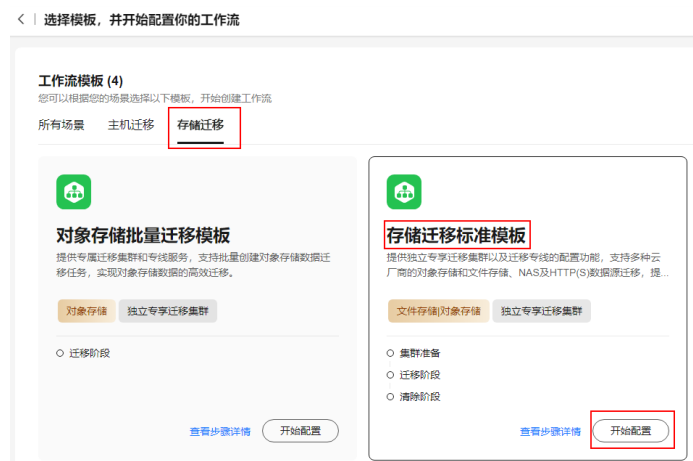 选择模板，并开始配置你的工作流
工作流模板 (4)
您可以根据您的场景选择以下模板，开始创建工作流
所有场景 主机迁移 存储迁移
对象存储批量迁移模板
提供专属迁移集群和专线服务，支持批量创建对象存储数据迁
移任务，实现对象存储数据的高效迁移。
对象存储 独立专享迁移集群
迁移阶段
查看步骤详情 开始配置
存储迁移标准模板
提供独立专享迁移集群以及迁移专线的配置功能，支持多种云
厂商的对象存储和文件存储、NAS及HTTP(S)数据源迁移，提...
文件存储|对象存储 独立专享迁移集群
集群准备
迁移阶段
清除阶段
查看步骤详情 开始配置